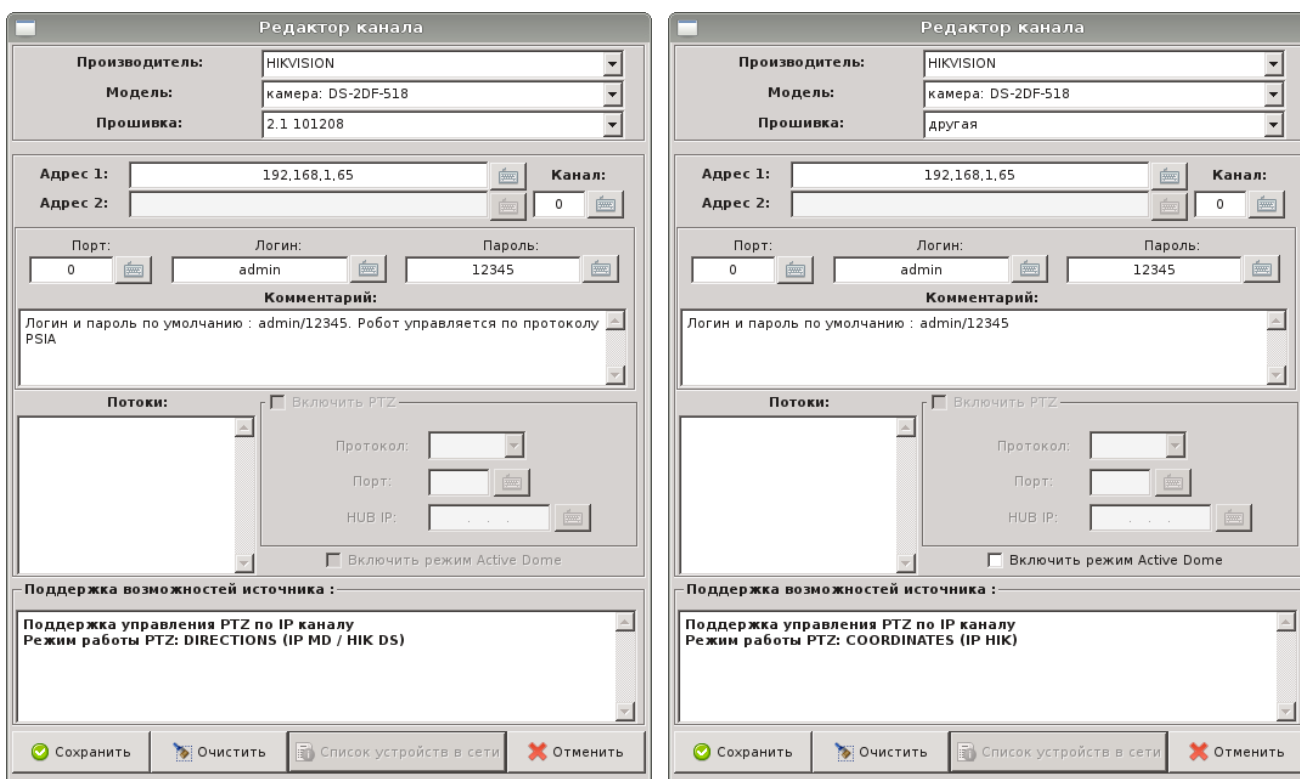 Редактор канала
Производитель: HIKVISION
Модель: камера: DS-2DF-518
Прошивка: 2.1 101208
Адрес 1: 192,168,1,65 Канал:
Адрес 2: 0
Порт: Логин: Пароль:
0 admin 12345
Комментарий:
Логин и пароль по умолчанию : admin/12345. Робот управляется по протоколу
PSIA
Потоки: Включить PTZ
Протокол:
Порт:
HUB IP: . . .
Включить режим Active Dome
Поддержка возможностей источника :
Поддержка управления PTZ по IP каналу
Режим работы PTZ: DIRECTIONS (IP MD / HIK DS)
Сохранить Очистить Список устройств в сети Отменить
Редактор канала
Производитель: HIKVISION
Модель: камера: DS-2DF-518
Прошивка: другая
Адрес 1: 192,168,1,65 Канал:
Адрес 2: 0
Порт: Логин: Пароль:
0 admin 12345
Комментарий:
Логин и пароль по умолчанию : admin/12345
Потоки: Включить PTZ
Протокол:
Порт:
HUB IP: . . .
Включить режим Active Dome
Поддержка возможностей источника :
Поддержка управления PTZ по IP каналу
Режим работы PTZ: COORDINATES (IP HIK)
Сохранить Очистить Список устройств в сети Отменить